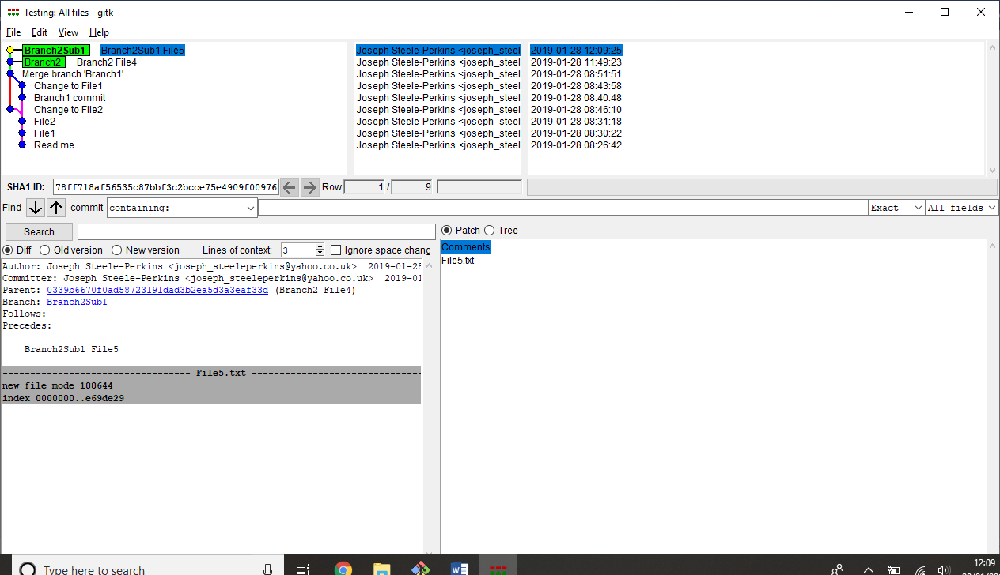 Testing: All files - gitk
File Edit View Help
Branch2Sub1 Branch2Sub1 File5 Joseph Steele-Perkins <joseph_steel 2019-01-28 12:09:25
Branch2 Branch2 File4 Joseph Steele-Perkins <joseph_steel 2019-01-28 11:49:23
Merge branch 'Branch1' Joseph Steele-Perkins <joseph_steel 2019-01-28 08:51:51
Change to File1 Joseph Steele-Perkins <joseph_steel 2019-01-28 08:43:58
Branch1 commit Joseph Steele-Perkins <joseph_steel 2019-01-28 08:40:48
Change to File2 Joseph Steele-Perkins <joseph_steel 2019-01-28 08:46:10
File2 Joseph Steele-Perkins <joseph_steel 2019-01-28 08:31:18
File1 Joseph Steele-Perkins <joseph_steel 2019-01-28 08:30:22
Read me Joseph Steele-Perkins <joseph_steel 2019-01-28 08:26:42
SHA1 ID: 78ff718af56535c87bbf3c2bcce75e4909f00976 Row 1 / 9
Find commit containing: Exact All fields
Search
Patch Tree
Diff Old version New version Lines of context: 3 Ignore space chang
Comments
File5.txt
Author: Joseph Steele-Perkins <joseph_steeleperkins@yahoo.co.uk> 2019-01-28
Committer: Joseph Steele-Perkins <joseph_steeleperkins@yahoo.co.uk> 2019-01
Parent: 0339b6670f0ad58723191dad3b2ea5d3a3eaf33d (Branch2 File4)
Branch: Branch2Sub1
Follows:
Precedes:
Branch2Sub1 File5
---------------------------------- File5.txt -------------------------------
new file mode 100644
index 0000000..e69de29
Type here to search
12:09